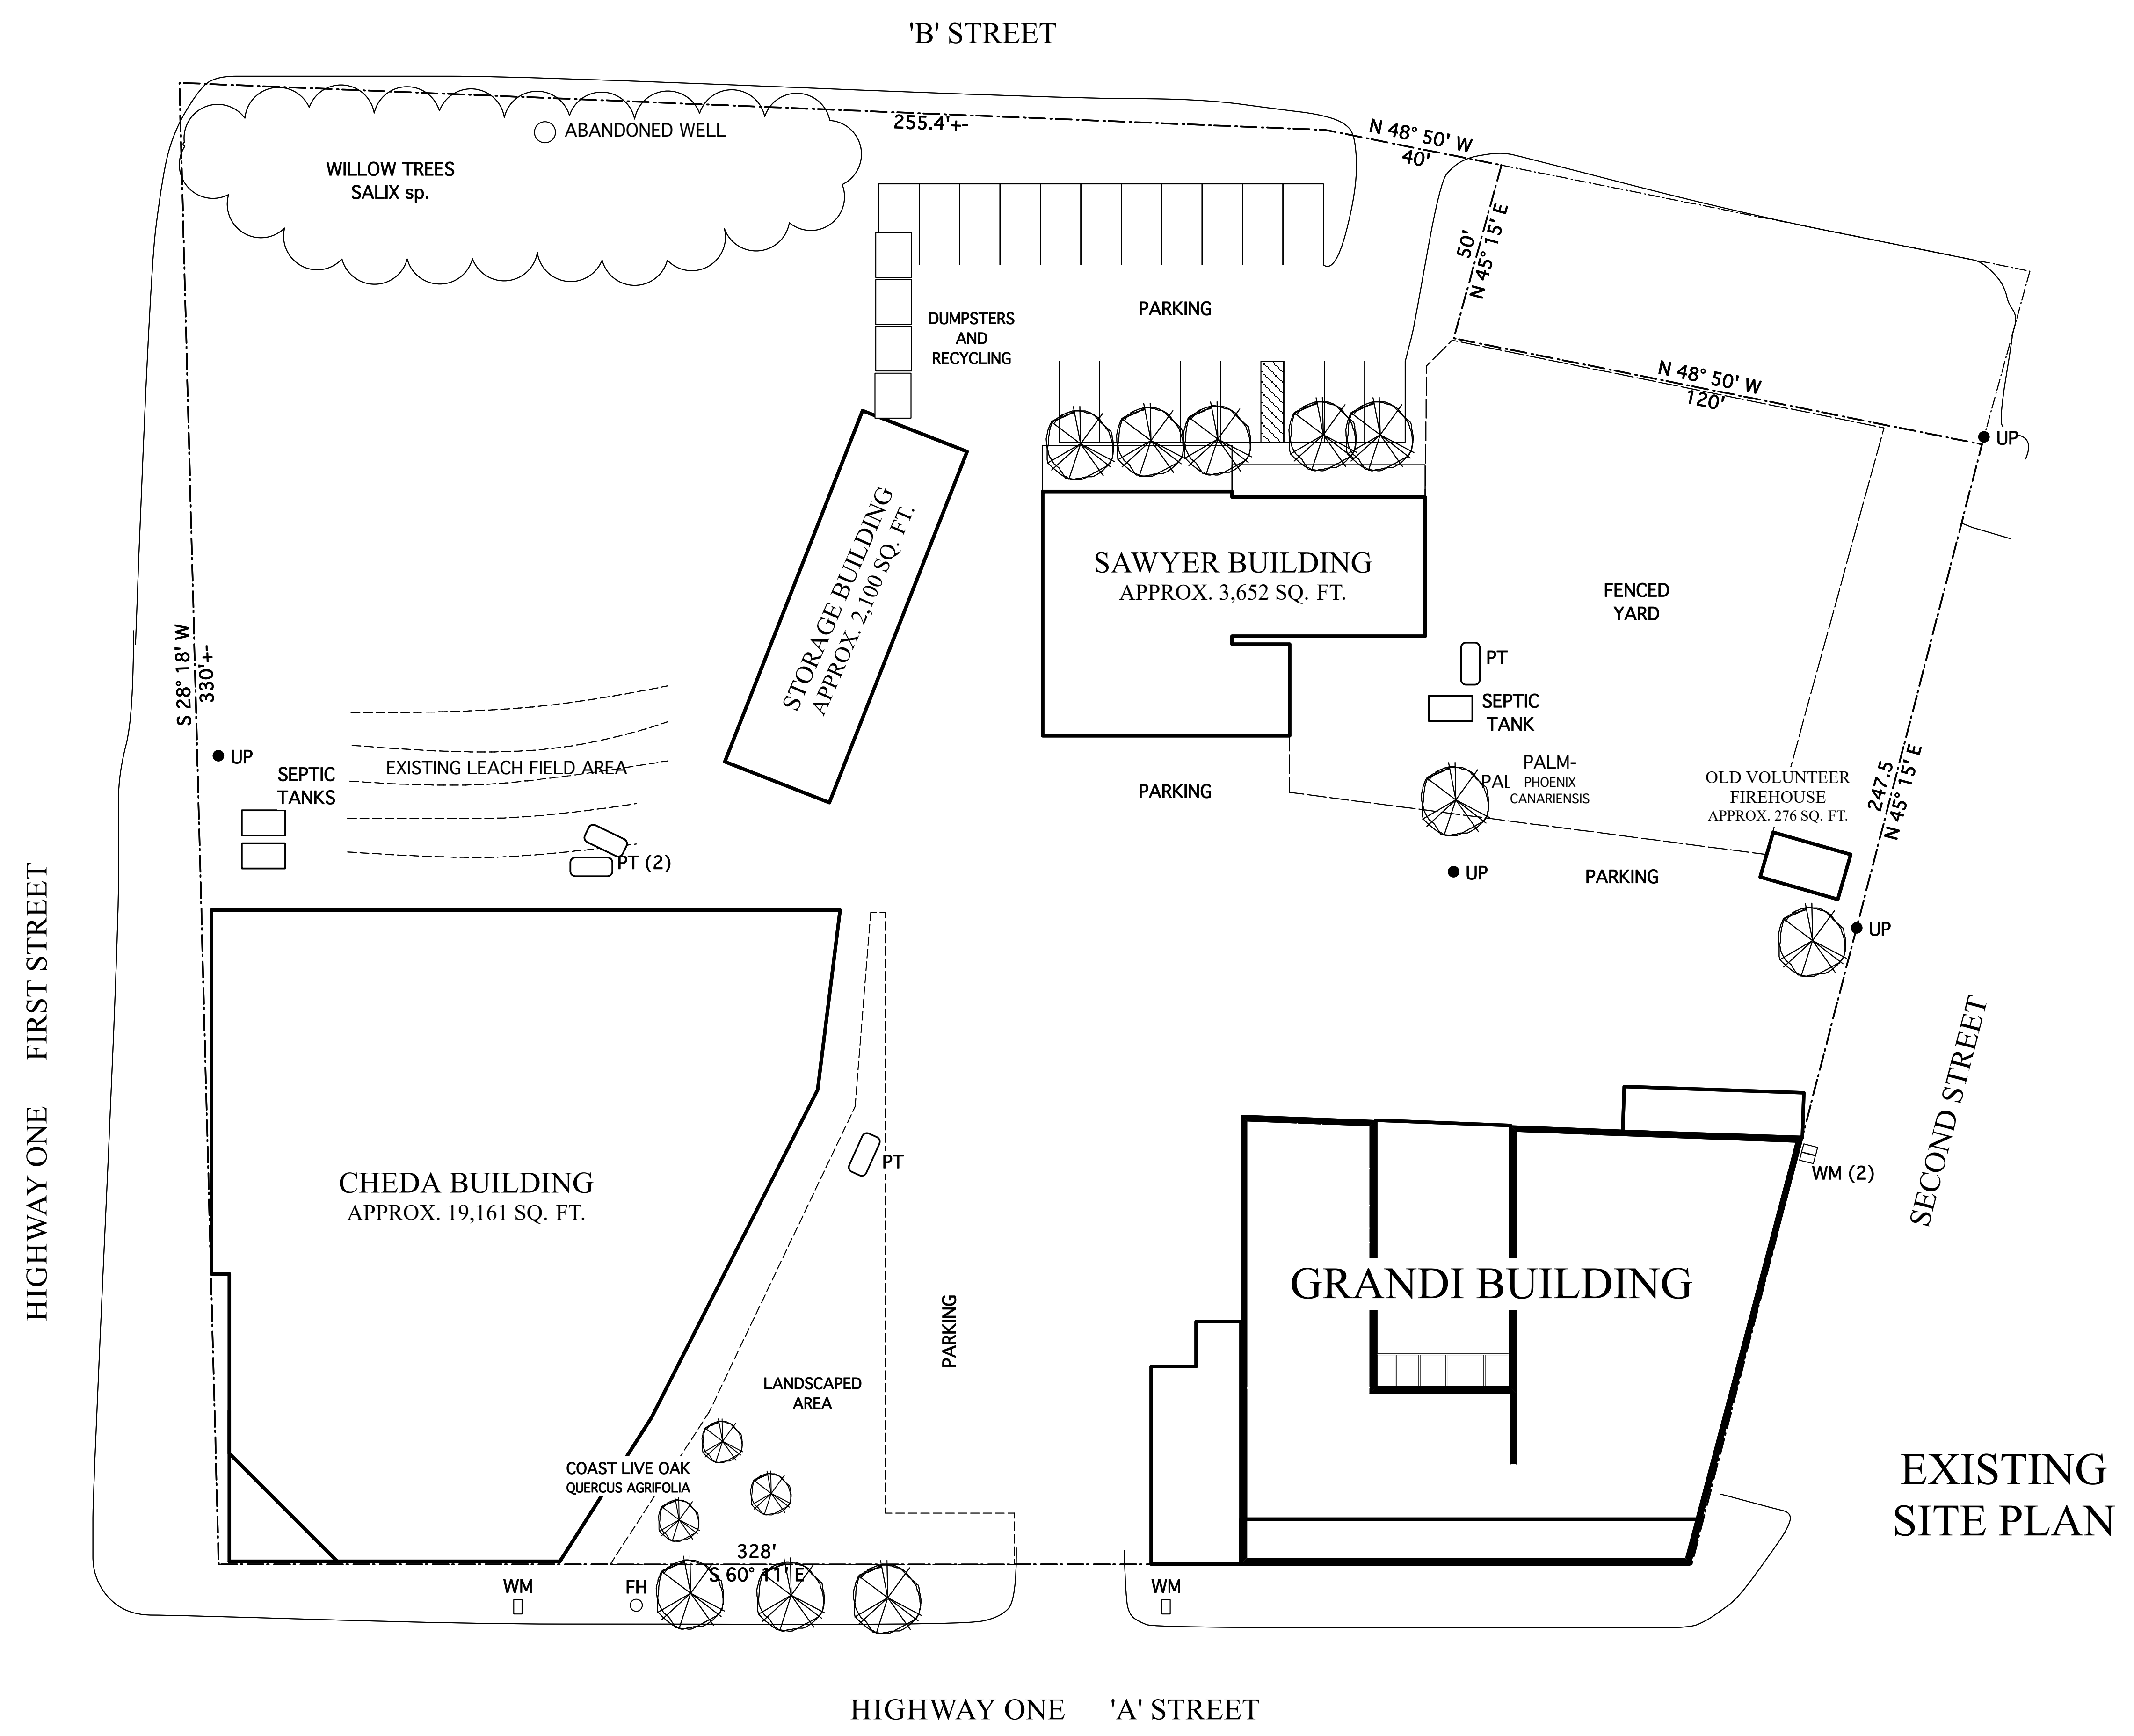 'B' STREET
ABANDONED WELL
WILLOW TREES
SALIX sp.
255.4'+-
N 48° 50' W
40'
50'
N 45° 15' E
DUMPSTERS
AND
RECYCLING
PARKING
N 48° 50' W
120'
UP
STORAGE BUILDING
APPROX. 2,100 SQ. FT.
SAWYER BUILDING
APPROX. 3,652 SQ. FT.
FENCED
YARD
S 28° 18' W
330'+-
PT
SEPTIC
TANK
UP
SEPTIC
TANKS
EXISTING LEACH FIELD AREA
PT (2)
PARKING
PAL
PALM-
PHOENIX
CANARIENSIS
OLD VOLUNTEER
FIREHOUSE
APPROX. 276 SQ. FT.
247.5
N 45° 15' E
UP
PARKING
UP
HIGHWAY ONE FIRST STREET
SECOND STREET
CHEDA BUILDING
APPROX. 19,161 SQ. FT.
PT
WM (2)
GRANDI BUILDING
PARKING
LANDSCAPED
AREA
COAST LIVE OAK
QUERCUS AGRIFOLIA
EXISTING
SITE PLAN
328'
S 60° 11' E
WM
FH
WM
HIGHWAY ONE 'A' STREET